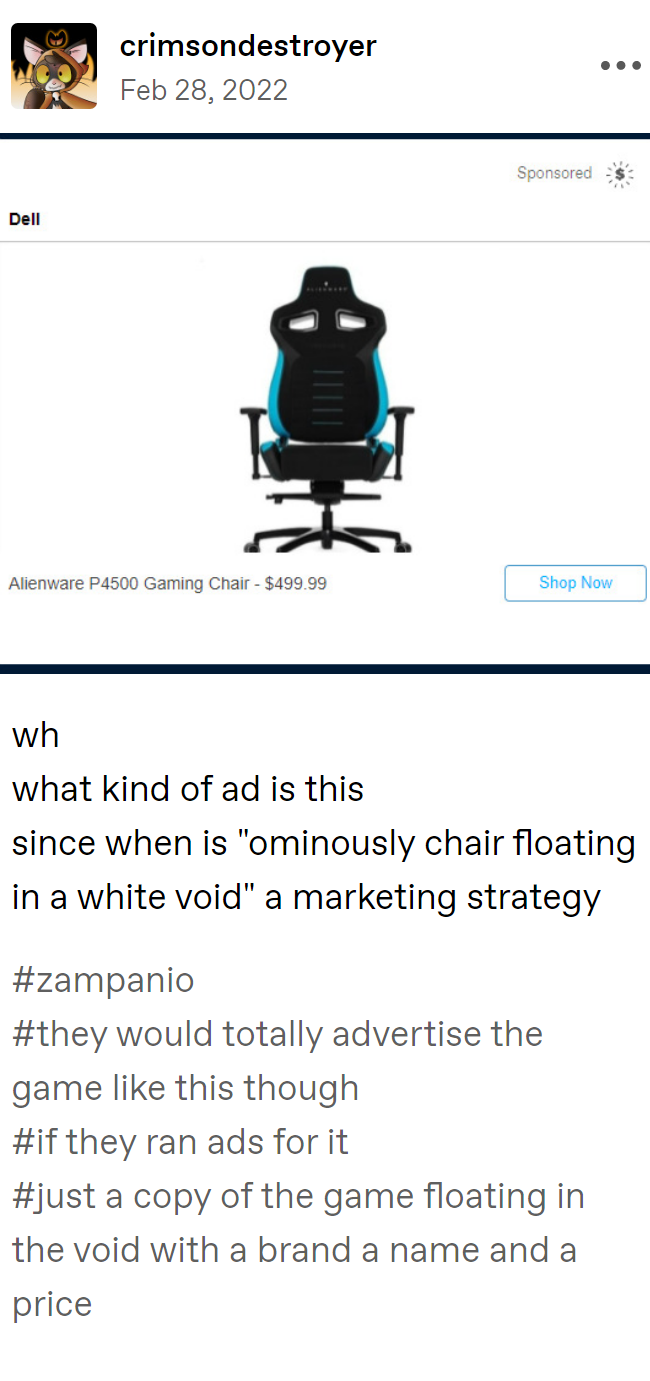 crimsondestroyer
Feb 28, 2022
Sponsored
Dell
ALIENWARE
Alienware P4500 Gaming Chair - $499.99
Shop Now
wh
what kind of ad is this
since when is "ominously chair floating
in a white void" a marketing strategy
#zampanio
#they would totally advertise the
game like this though
#if they ran ads for it
#just a copy of the game floating in
the void with a brand a name and a
price